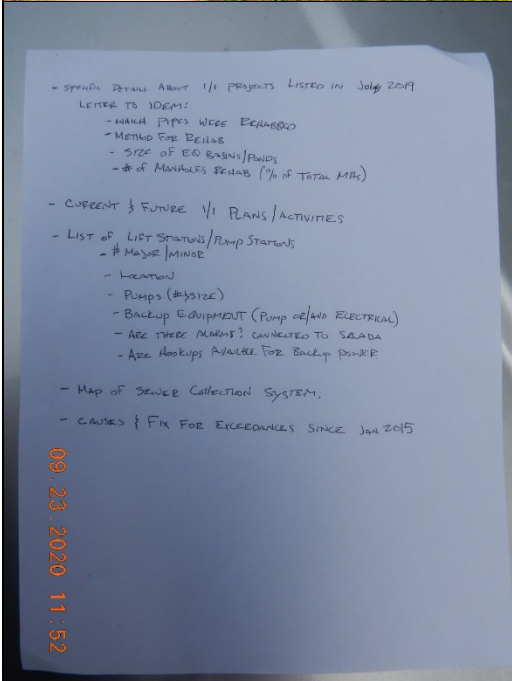 - SPECIFIC DETAILS ABOUT I/I PROJECTS LISTED IN July 2019
LETTER TO IDEM:
- WHICH PIPES WERE REHABBED
- METHOD FOR REHAB
- SIZE OF EQ BASINS/PONDS
- # of MANHOLES REHAB (% of TOTAL MHs)
- CURRENT & FUTURE I/I PLANS/ACTIVITIES
- LIST OF LIFT STATIONS/PUMP STATIONS
- # MAJOR/MINOR
- LOCATION
- PUMPS (# & SIZE)
- BACKUP EQUIPMENT (PUMP OR/AND ELECTRICAL)
- ARE THERE ALARMS? CONNECTED TO SCADA
- ARE HOOKUPS AVAILABLE FOR BACKUP POWER
- MAP OF SEWER COLLECTION SYSTEM.
- CAUSES & FIX FOR EXCEEDANCES SINCE JAN 2015
09.23.2020 11:52